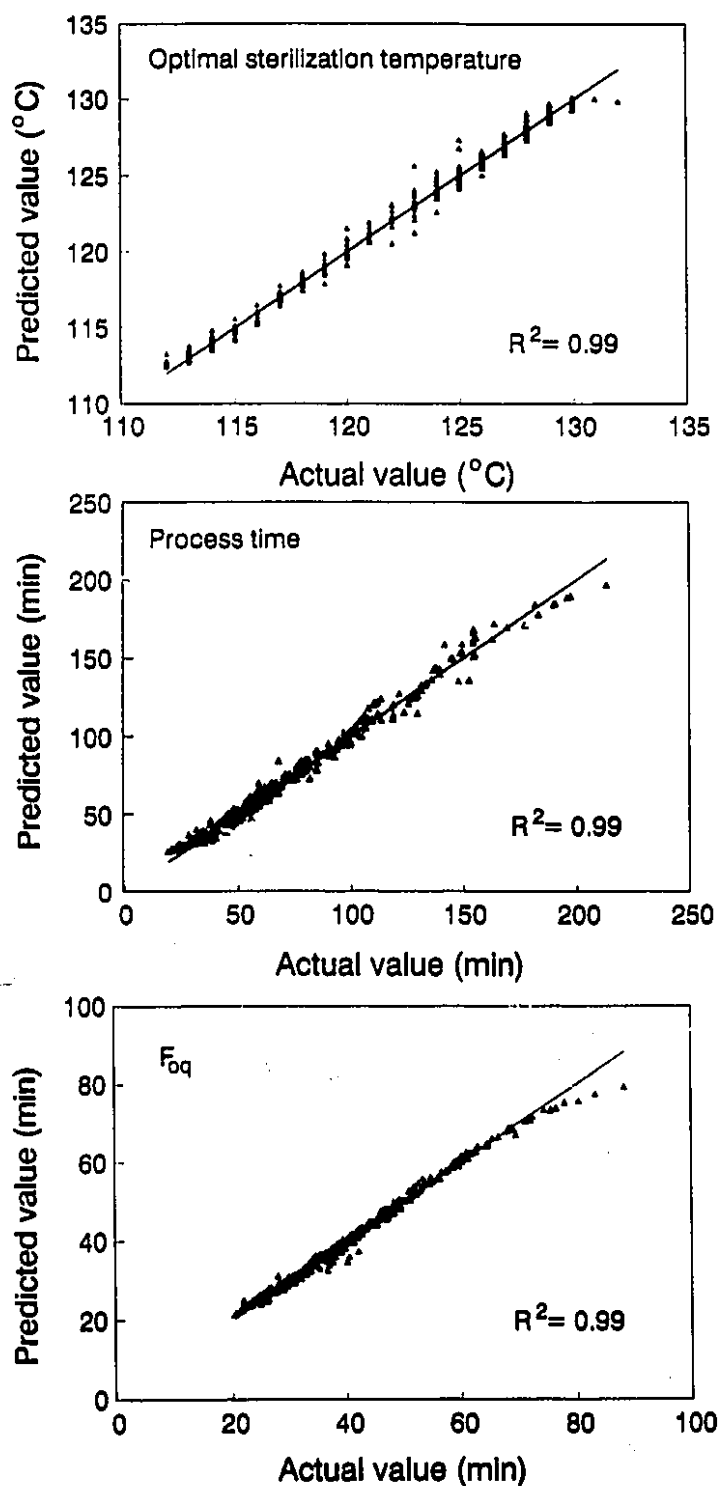 135
Optimal sterilization temperature
130
125
120
115
R²= 0.99
110
110 115 120 125 130 135
Predicted value (°C)
Actual value (°C)
250
Process time
200
150
100
50
R²= 0.99
0
0 50 100 150 200 250
Predicted value (min)
Actual value (min)
100
Foq
80
60
40
20
R²= 0.99
0
0 20 40 60 80 100
Predicted value (min)
Actual value (min)